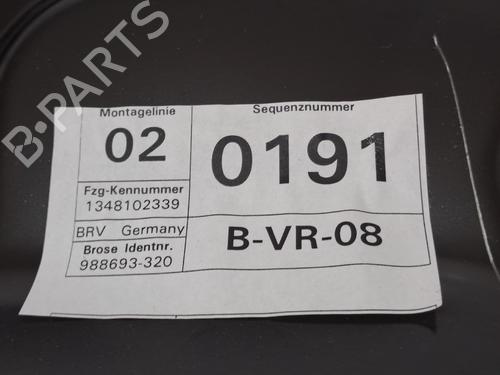 B-PARTS
Montagelinie
02
Sequenznummer
0191
Fzg-Kennummer
1348102339
BRV Germany
Brose Identnr.
988693-320
B-VR-08